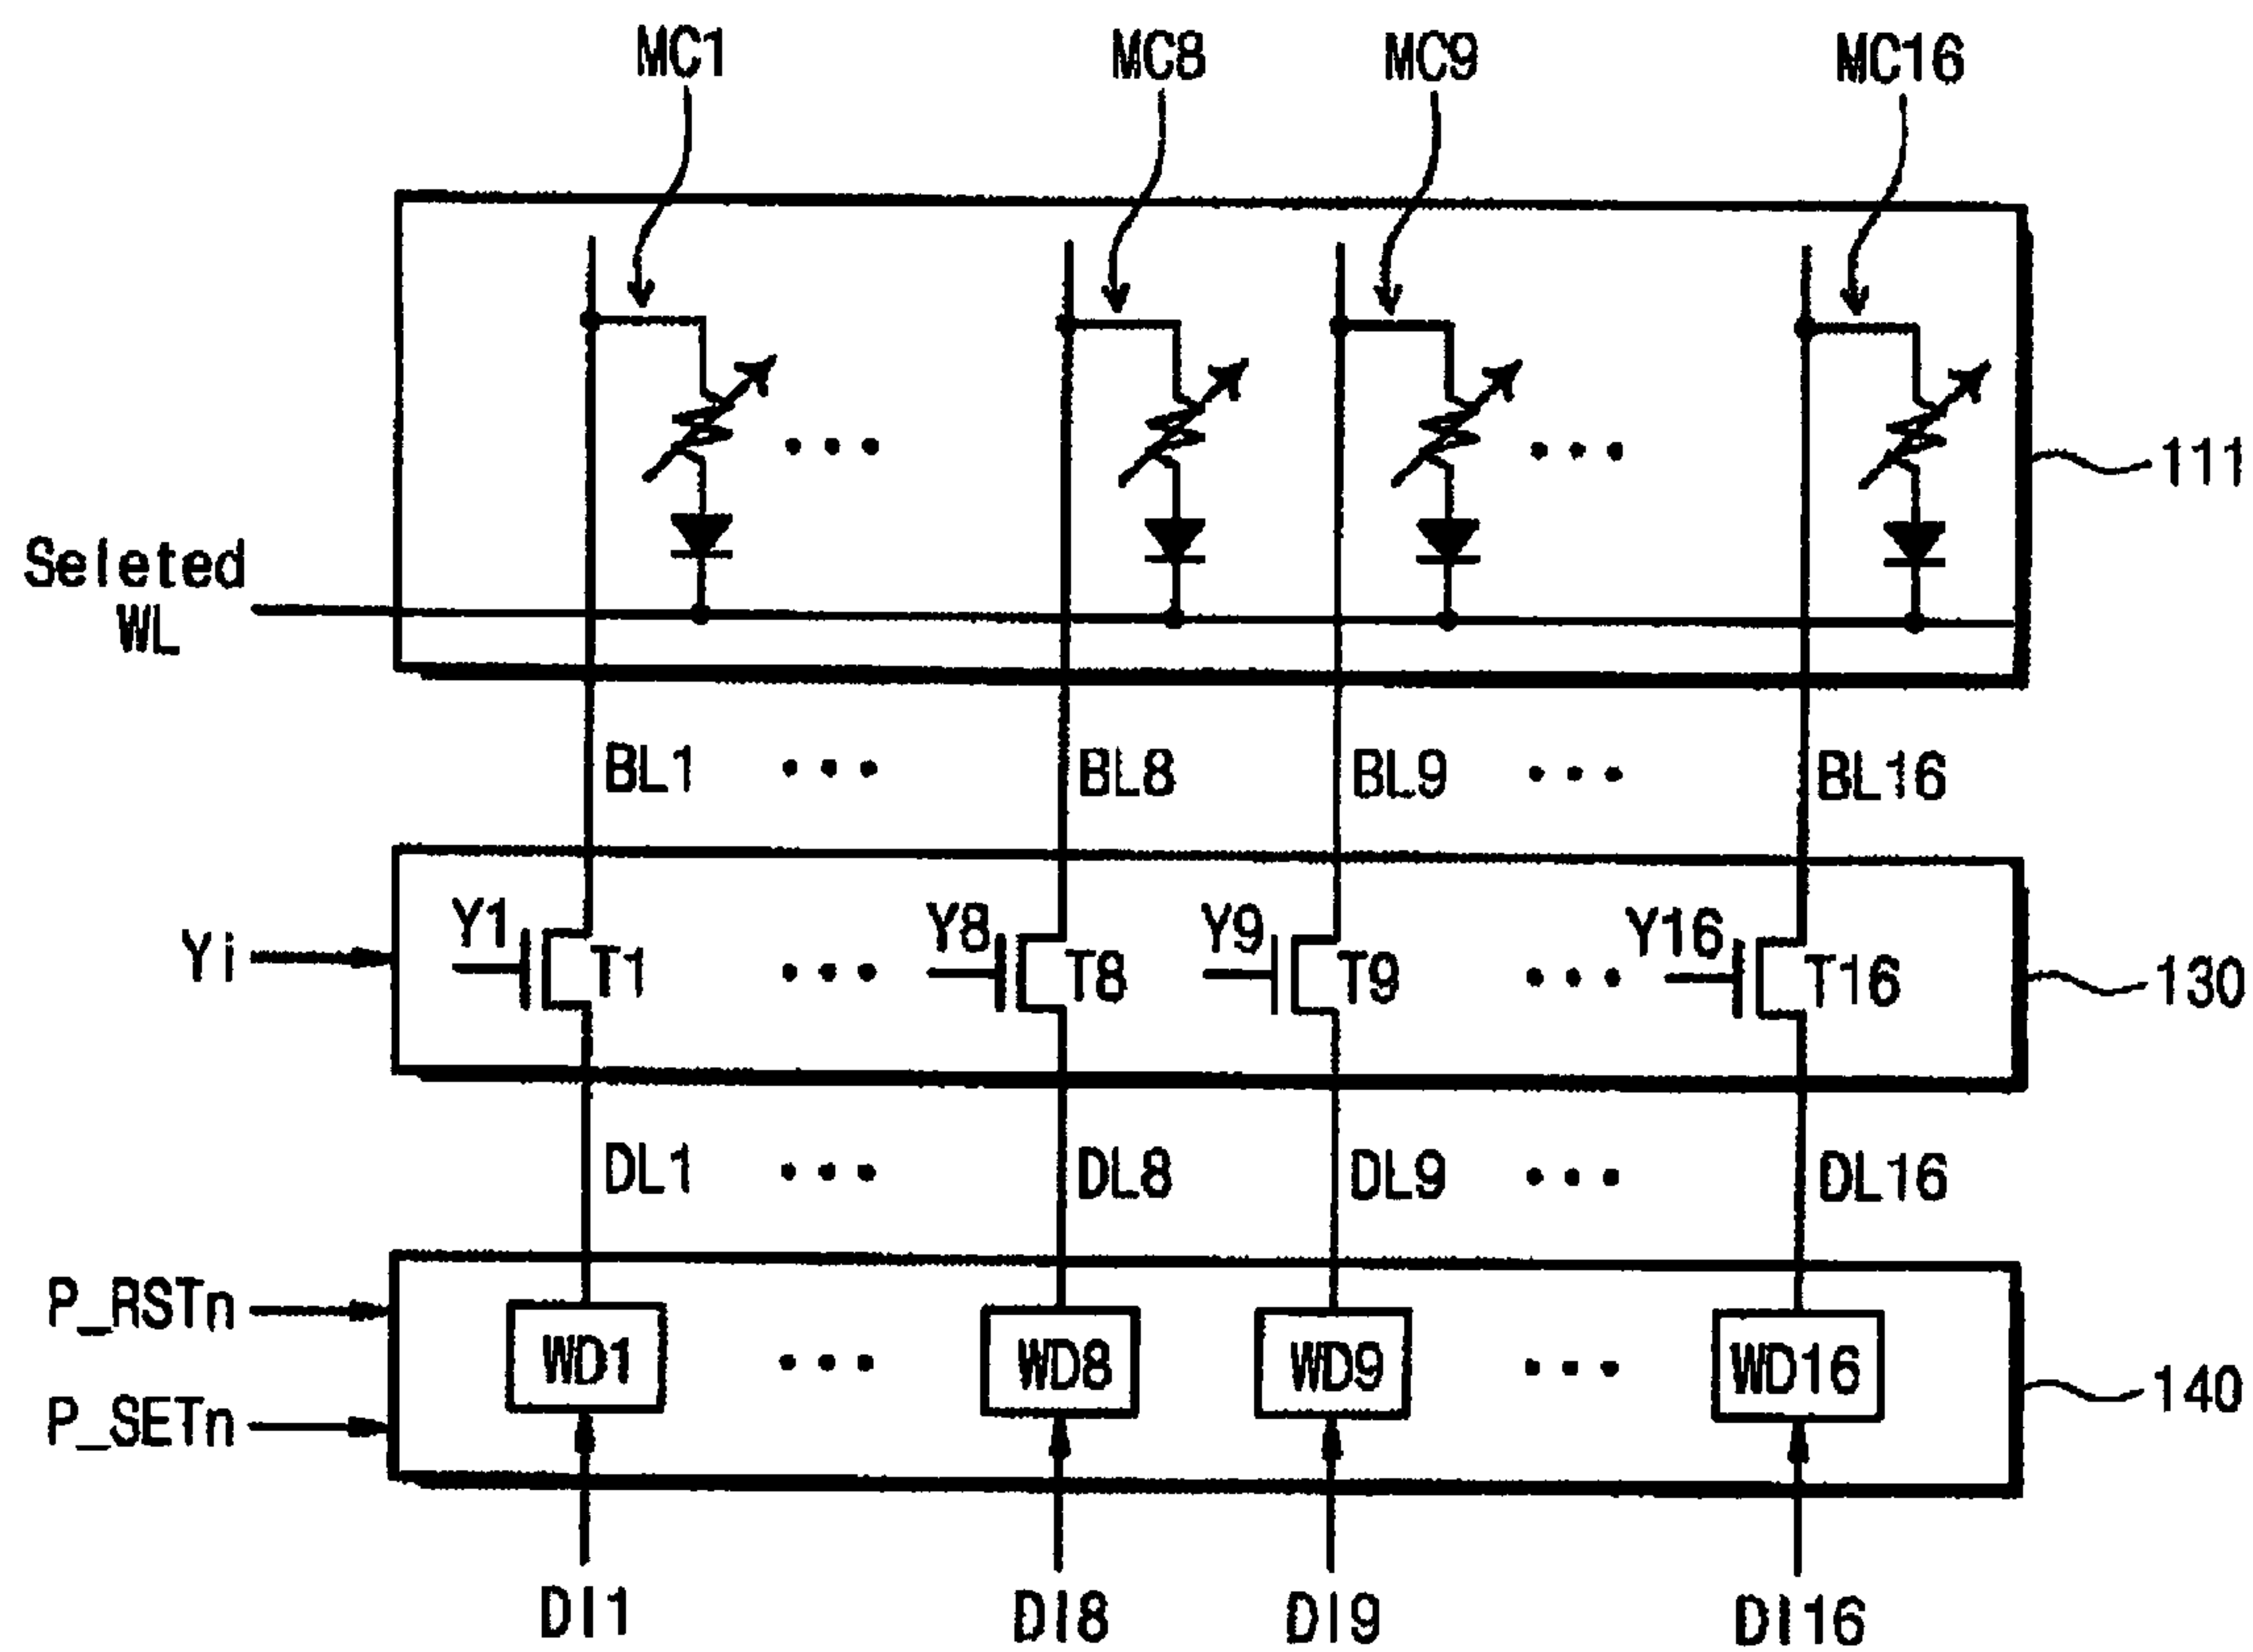 MC1 MC8 MC9 MC16
111
Seleted
WL
BL1 ... BL8 BL9 ... BL16
Yi
Y1 T1 ... Y8 T8 Y9 T9 ... Y16 T16
130
DL1 ... DL8 DL9 ... DL16
P_RSTn
WD1 ... WD8 WD9 ... WD16
140
P_SETn
DI1 DI8 DI9 DI16